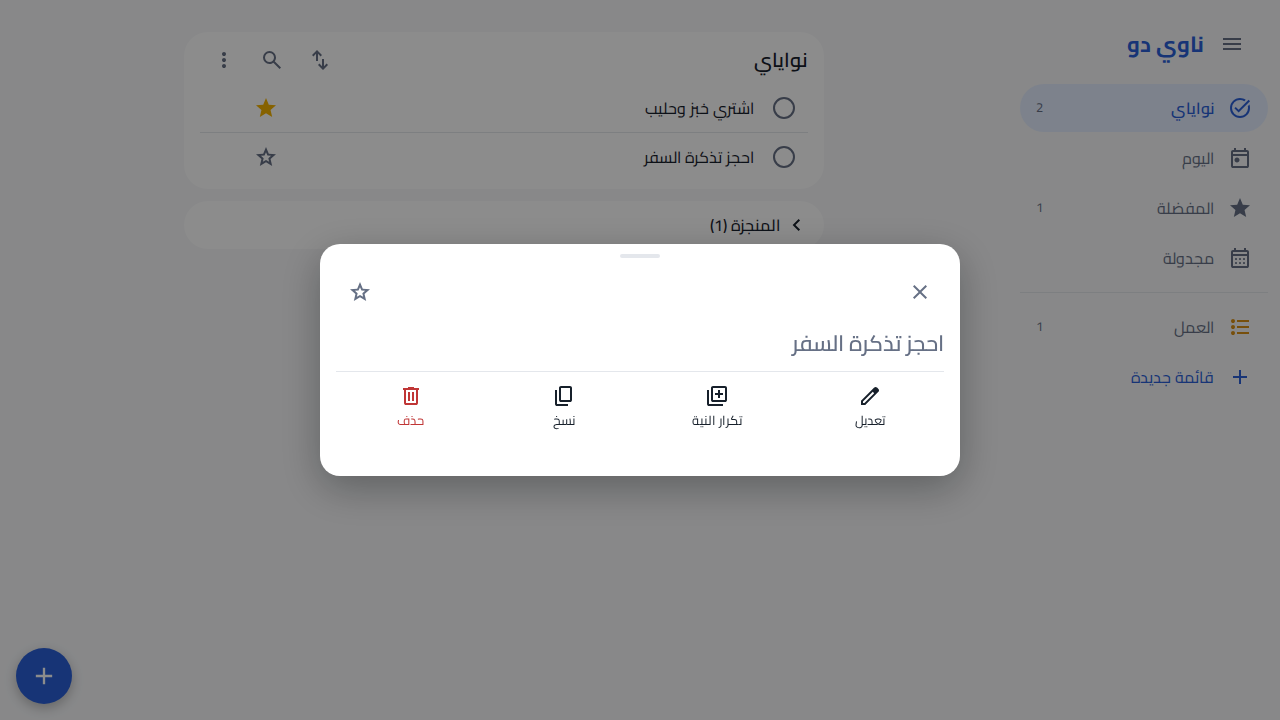 ناوي دو
نواياي
2
اليوم
المفضلة
1
مجدولة
العمل
1
قائمة جديدة
نواياي
اشتري خبز وحليب
احجز تذكرة السفر
المنجزة (1)
احجز تذكرة السفر
تعديل
تكرار النية
نسخ
حذف